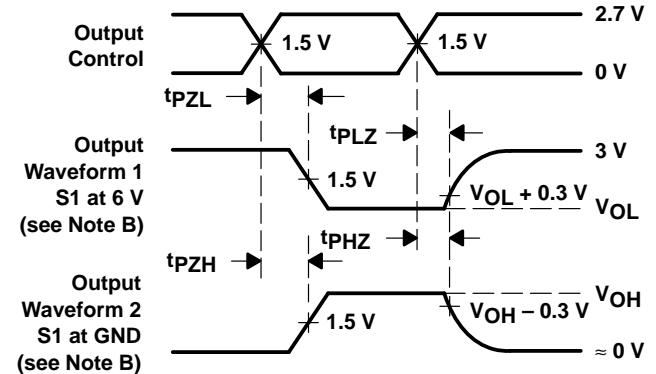 2.7 V
Output
Control
1.5 V
1.5 V
0 V
tPZL
tPLZ
Output
Waveform 1
S1 at 6 V
(see Note B)
3 V
1.5 V
VOL + 0.3 V
VOL
tPHZ
tPZH
Output
Waveform 2
S1 at GND
(see Note B)
VOH
VOH – 0.3 V
1.5 V
≈ 0 V